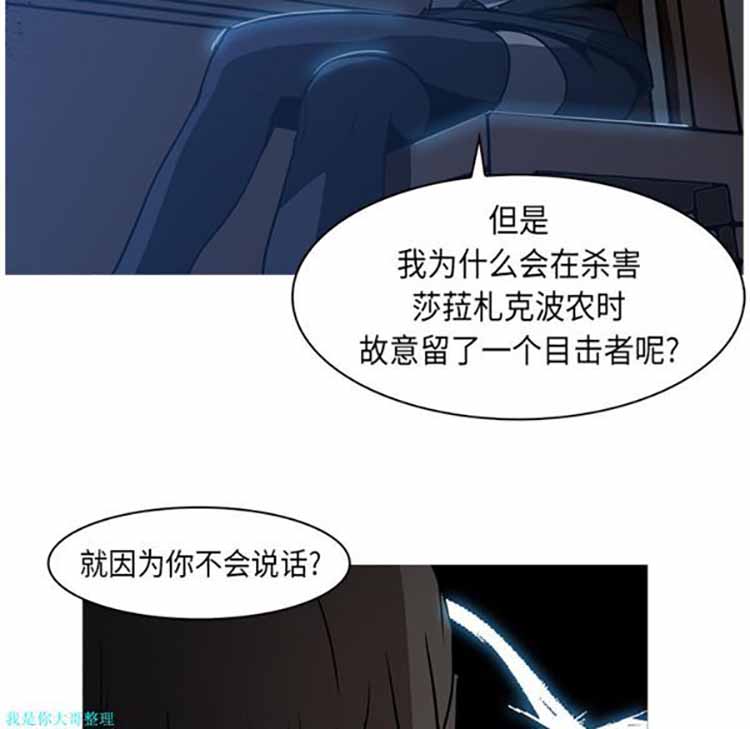 但是
我为什么会在杀害
莎菈札克波农时
故意留了一个目击者呢?
就因为你不会说话?
我是你大哥整理